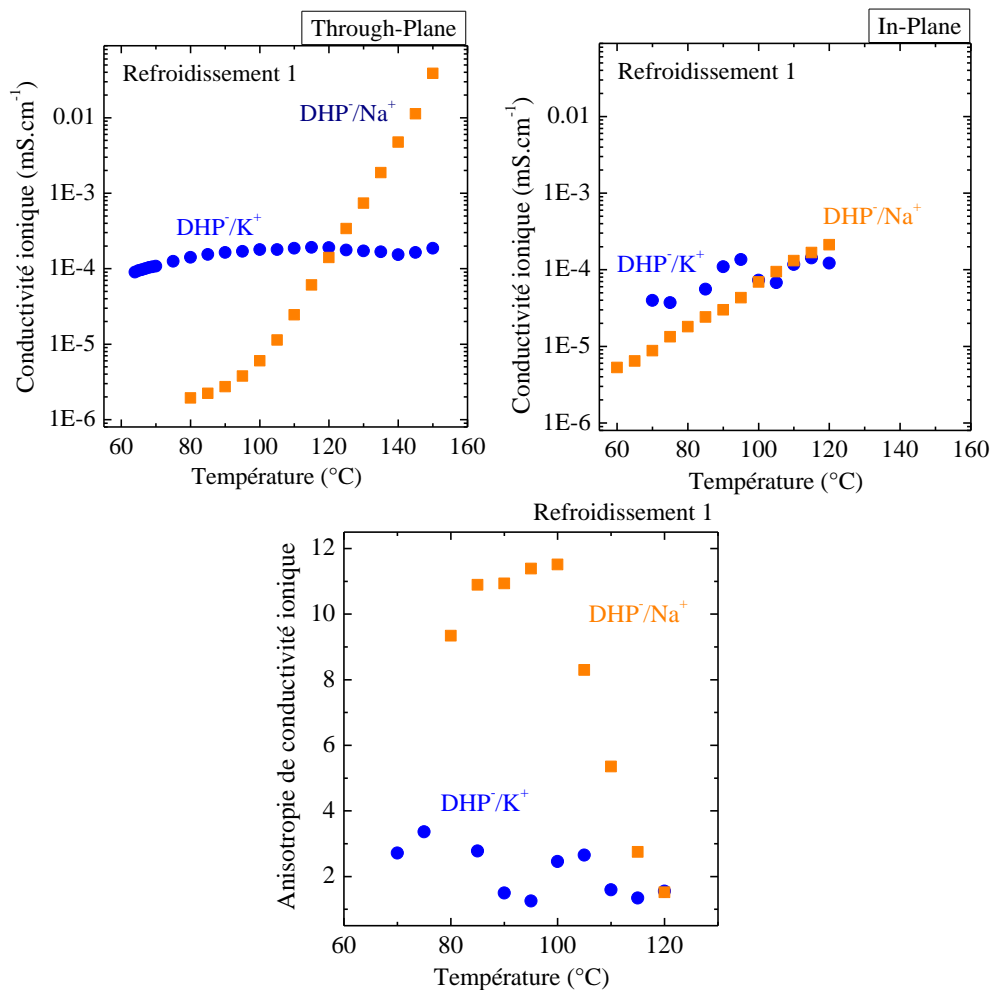 Through-Plane
Refroidissement 1
DHP⁻/Na⁺
DHP⁻/K⁺
0.01
1E-3
1E-4
1E-5
1E-6
60 80 100 120 140 160
Température (°C)
Conductivité ionique (mS.cm⁻¹)
In-Plane
Refroidissement 1
DHP⁻/Na⁺
DHP⁻/K⁺
0.01
1E-3
1E-4
1E-5
1E-6
60 80 100 120 140 160
Température (°C)
Conductivité ionique (mS.cm⁻¹)
Refroidissement 1
DHP⁻/Na⁺
DHP⁻/K⁺
12
10
8
6
4
2
60 80 100 120
Température (°C)
Anisotropie de conductivité ionique